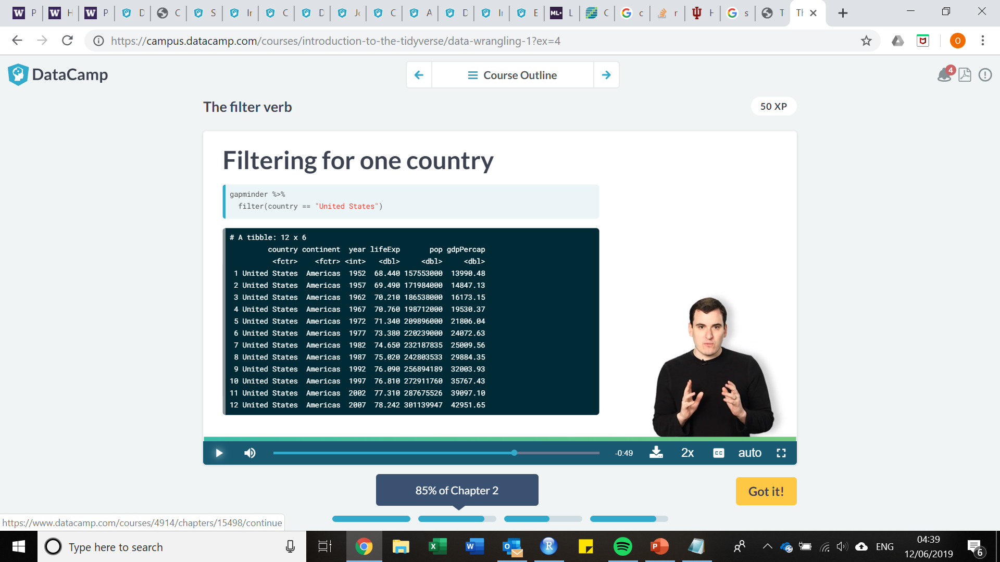 P H P D C S In C D Jo C A D In E ML+ L C c r H s T Th
https://campus.datacamp.com/courses/introduction-to-the-tidyverse/data-wrangling-1?ex=4
O
DataCamp
Course Outline
4
The filter verb
50 XP
Filtering for one country
gapminder %>%
filter(country == "United States")
# A tibble: 12 x 6
country continent year lifeExp pop gdpPercap
<fctr> <fctr> <int> <dbl> <dbl> <dbl>
1 United States Americas 1952 68.440 157553000 13990.48
2 United States Americas 1957 69.490 171984000 14847.13
3 United States Americas 1962 70.210 186538000 16173.15
4 United States Americas 1967 70.760 198712000 19530.37
5 United States Americas 1972 71.340 209896000 21806.04
6 United States Americas 1977 73.380 220239000 24072.63
7 United States Americas 1982 74.650 232187835 25009.56
8 United States Americas 1987 75.020 242803533 29884.35
9 United States Americas 1992 76.090 256894189 32003.93
10 United States Americas 1997 76.810 272911760 35767.43
11 United States Americas 2002 77.310 287675526 39097.10
12 United States Americas 2007 78.242 301139947 42951.65
-0:49 2x CC auto
85% of Chapter 2
Got it!
https://www.datacamp.com/courses/4914/chapters/15498/continue
Type here to search
ENG
04:39
12/06/2019
6